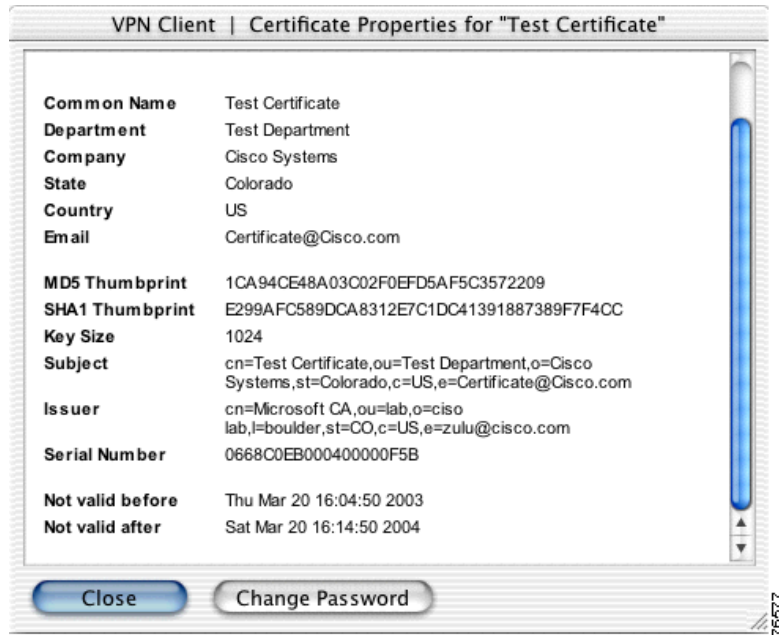 VPN Client | Certificate Properties for "Test Certificate"
Common Name Test Certificate
Department Test Department
Company Cisco Systems
State Colorado
Country US
Email Certificate@Cisco.com
MD5 Thumbprint 1CA94CE48A03C02F0EFD5AF5C3572209
SHA1 Thumbprint E299AFC589DCA8312E7C1DC41391887389F7F4CC
Key Size 1024
Subject cn=Test Certificate,ou=Test Department,o=Cisco
Systems,st=Colorado,c=US,e=Certificate@Cisco.com
Issuer cn=Microsoft CA,ou=lab,o=ciso
lab,l=boulder,st=CO,c=US,e=zulu@cisco.com
Serial Number 0668C0EB000400000F5B
Not valid before Thu Mar 20 16:04:50 2003
Not valid after Sat Mar 20 16:14:50 2004
Close Change Password